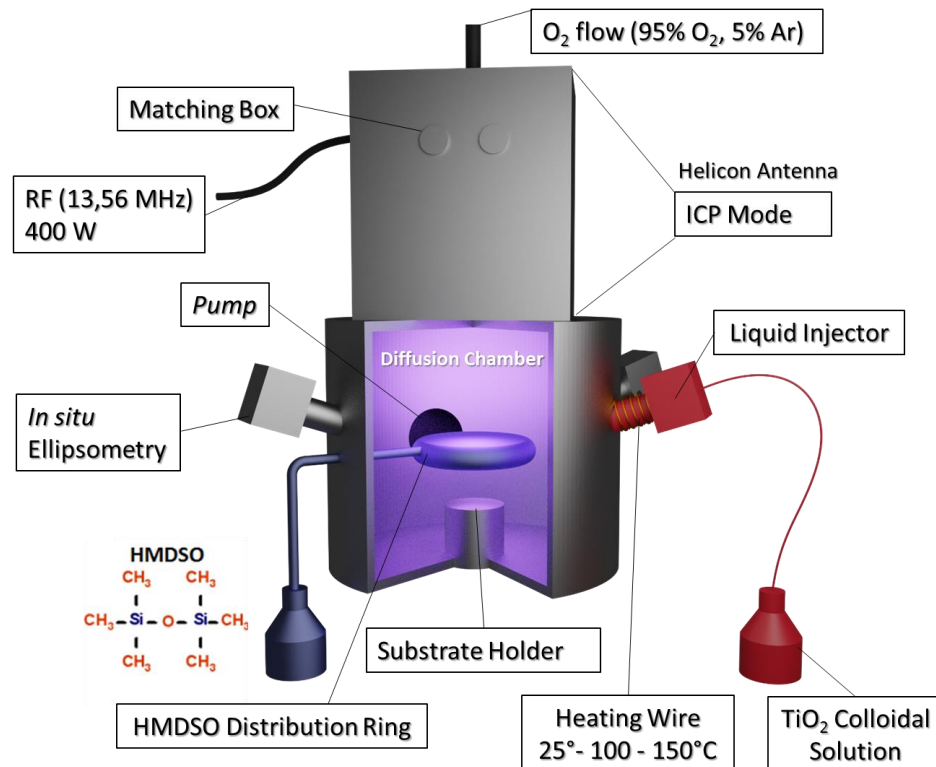 O₂ flow (95% O₂, 5% Ar)
Matching Box
Helicon Antenna
ICP Mode
RF (13,56 MHz)
400 W
Pump
Liquid Injector
Diffusion Chamber
In situ
Ellipsometry
HMDSO
CH₃ CH₃
CH₃ Si O Si CH₃
CH₃ CH₃
Substrate Holder
HMDSO Distribution Ring
Heating Wire
25°- 100 - 150°C
TiO₂ Colloidal
Solution